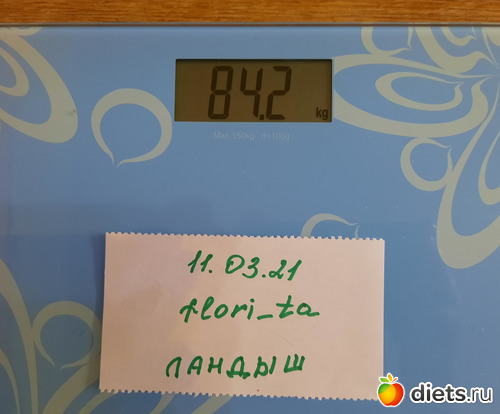 84.2 kg
Max 150kg d=100g
11.03.21
flori_ta
ЛАНДЫШ
diets.ru